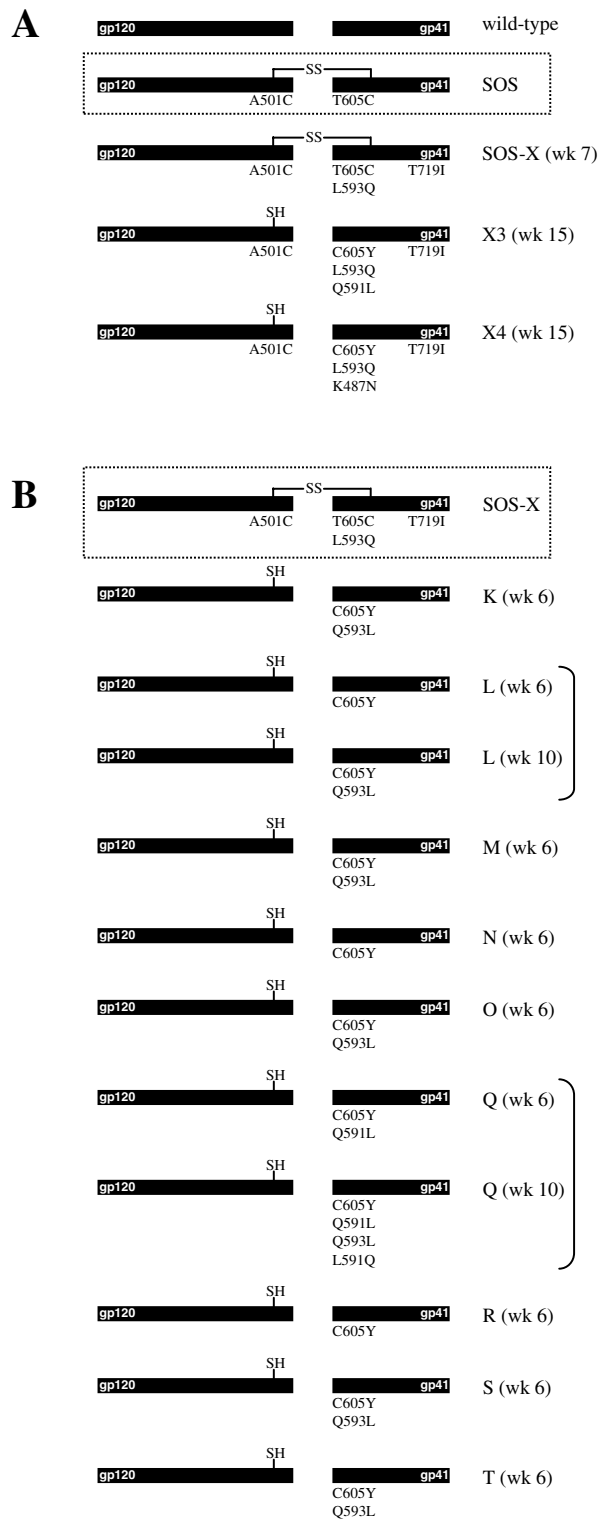 A
gp120 gp41 wild-type
SS
gp120 gp41 SOS
A501C T605C
SS
gp120 gp41 SOS-X (wk 7)
A501C T605C T719I
L593Q
SH
gp120 gp41 X3 (wk 15)
A501C C605Y T719I
L593Q
Q591L
SH
gp120 gp41 X4 (wk 15)
A501C C605Y T719I
L593Q
K487N
B
SS
gp120 gp41 SOS-X
A501C T605C T719I
L593Q
SH
gp120 gp41 K (wk 6)
C605Y
Q593L
SH
gp120 gp41 L (wk 6)
C605Y
SH
gp120 gp41 L (wk 10)
C605Y
Q593L
SH
gp120 gp41 M (wk 6)
C605Y
Q593L
SH
gp120 gp41 N (wk 6)
C605Y
SH
gp120 gp41 O (wk 6)
C605Y
Q593L
SH
gp120 gp41 Q (wk 6)
C605Y
Q591L
SH
gp120 gp41 Q (wk 10)
C605Y
Q591L
Q593L
L591Q
SH
gp120 gp41 R (wk 6)
C605Y
SH
gp120 gp41 S (wk 6)
C605Y
Q593L
SH
gp120 gp41 T (wk 6)
C605Y
Q593L